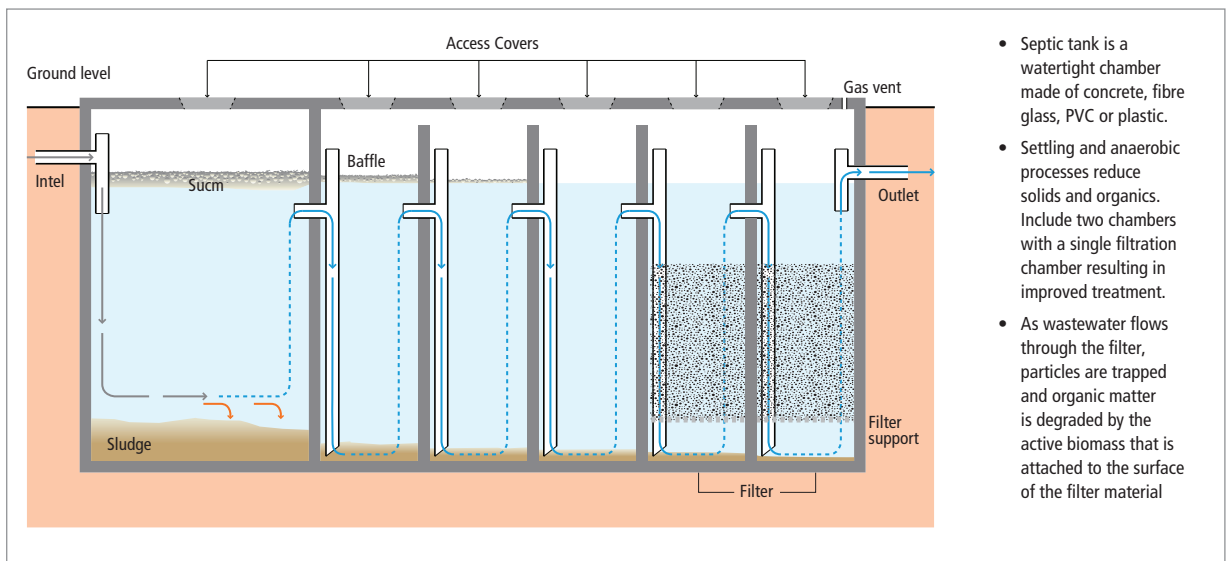 Access Covers
Ground level
Gas vent
Intel
Sucm
Baffle
Outlet
Sludge
Filter
support
Filter
• Septic tank is a
watertight chamber
made of concrete, fibre
glass, PVC or plastic.
• Settling and anaerobic
processes reduce
solids and organics.
Include two chambers
with a single filtration
chamber resulting in
improved treatment.
• As wastewater flows
through the filter,
particles are trapped
and organic matter
is degraded by the
active biomass that is
attached to the surface
of the filter material